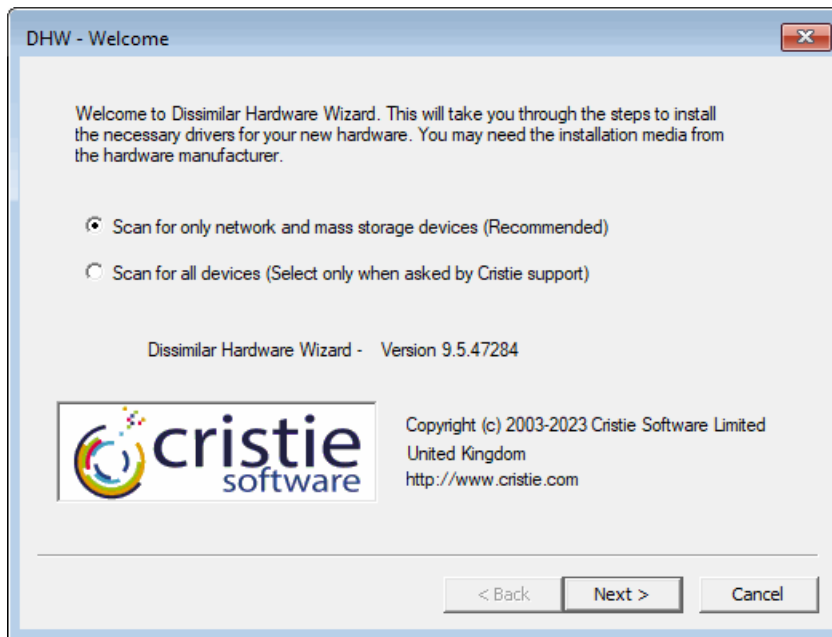 DHW - Welcome
Welcome to Dissimilar Hardware Wizard. This will take you through the steps to install
the necessary drivers for your new hardware. You may need the installation media from
the hardware manufacturer.
Scan for only network and mass storage devices (Recommended)
Scan for all devices (Select only when asked by Cristie support)
Dissimilar Hardware Wizard - Version 9.5.47284
cristie
software
Copyright (c) 2003-2023 Cristie Software Limited
United Kingdom
http://www.cristie.com
< Back Next > Cancel